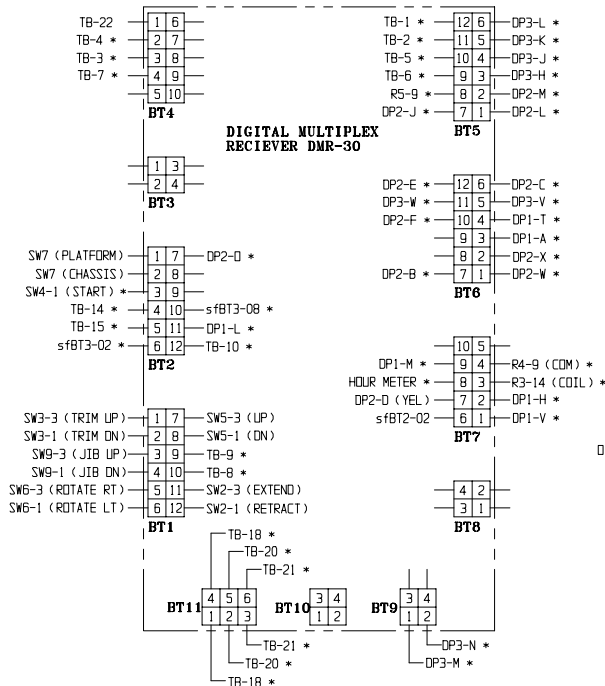 TB-22 1 6
TB-4 * 2 7
TB-3 * 3 8
TB-7 * 4 9
5 10
BT4
TB-1 * 12 6 DP3-L *
TB-2 * 11 5 DP3-K *
TB-5 * 10 4 DP3-J *
TB-6 * 9 3 DP3-H *
R5-9 * 8 2 DP2-M *
DP2-J * 7 1 DP2-L *
BT5
DIGITAL MULTIPLEX
RECIEVER DMR-30
1 3
2 4
BT3
DP2-E * 12 6 DP2-C *
DP3-W * 11 5 DP3-V *
DP2-F * 10 4 DP1-T *
9 3 DP1-A *
8 2 DP2-X *
DP2-B * 7 1 DP2-W *
BT6
SW7 (PLATFORM) 1 7 DP2-D *
SW7 (CHASSIS) 2 8
SW4-1 (START) * 3 9
TB-14 * 4 10 sfBT3-08 *
TB-15 * 5 11 DP1-L *
sfBT3-02 * 6 12 TB-10 *
BT2
10 5
DP1-M * 9 4 R4-9 (COM) *
HOUR METER * 8 3 R3-14 (COIL) *
DP2-D (YEL) 7 2 DP1-H *
sfBT2-02 6 1 DP1-V *
BT7
SW3-3 (TRIM UP) 1 7 SW5-3 (UP)
SW3-1 (TRIM DN) 2 8 SW5-1 (DN)
SW9-3 (JIB UP) 3 9 TB-9 *
SW9-1 (JIB DN) 4 10 TB-8 *
SW6-3 (ROTATE RT) 5 11 SW2-3 (EXTEND)
SW6-1 (ROTATE LT) 6 12 SW2-1 (RETRACT)
BT1
4 2
3 1
BT8
TB-18 *
TB-20 *
TB-21 *
4 5 6
BT11
1 2 3
TB-21 *
TB-20 *
TB-18 *
3 4
BT10
1 2
3 4
BT9
1 2
DP3-N *
DP3-M *